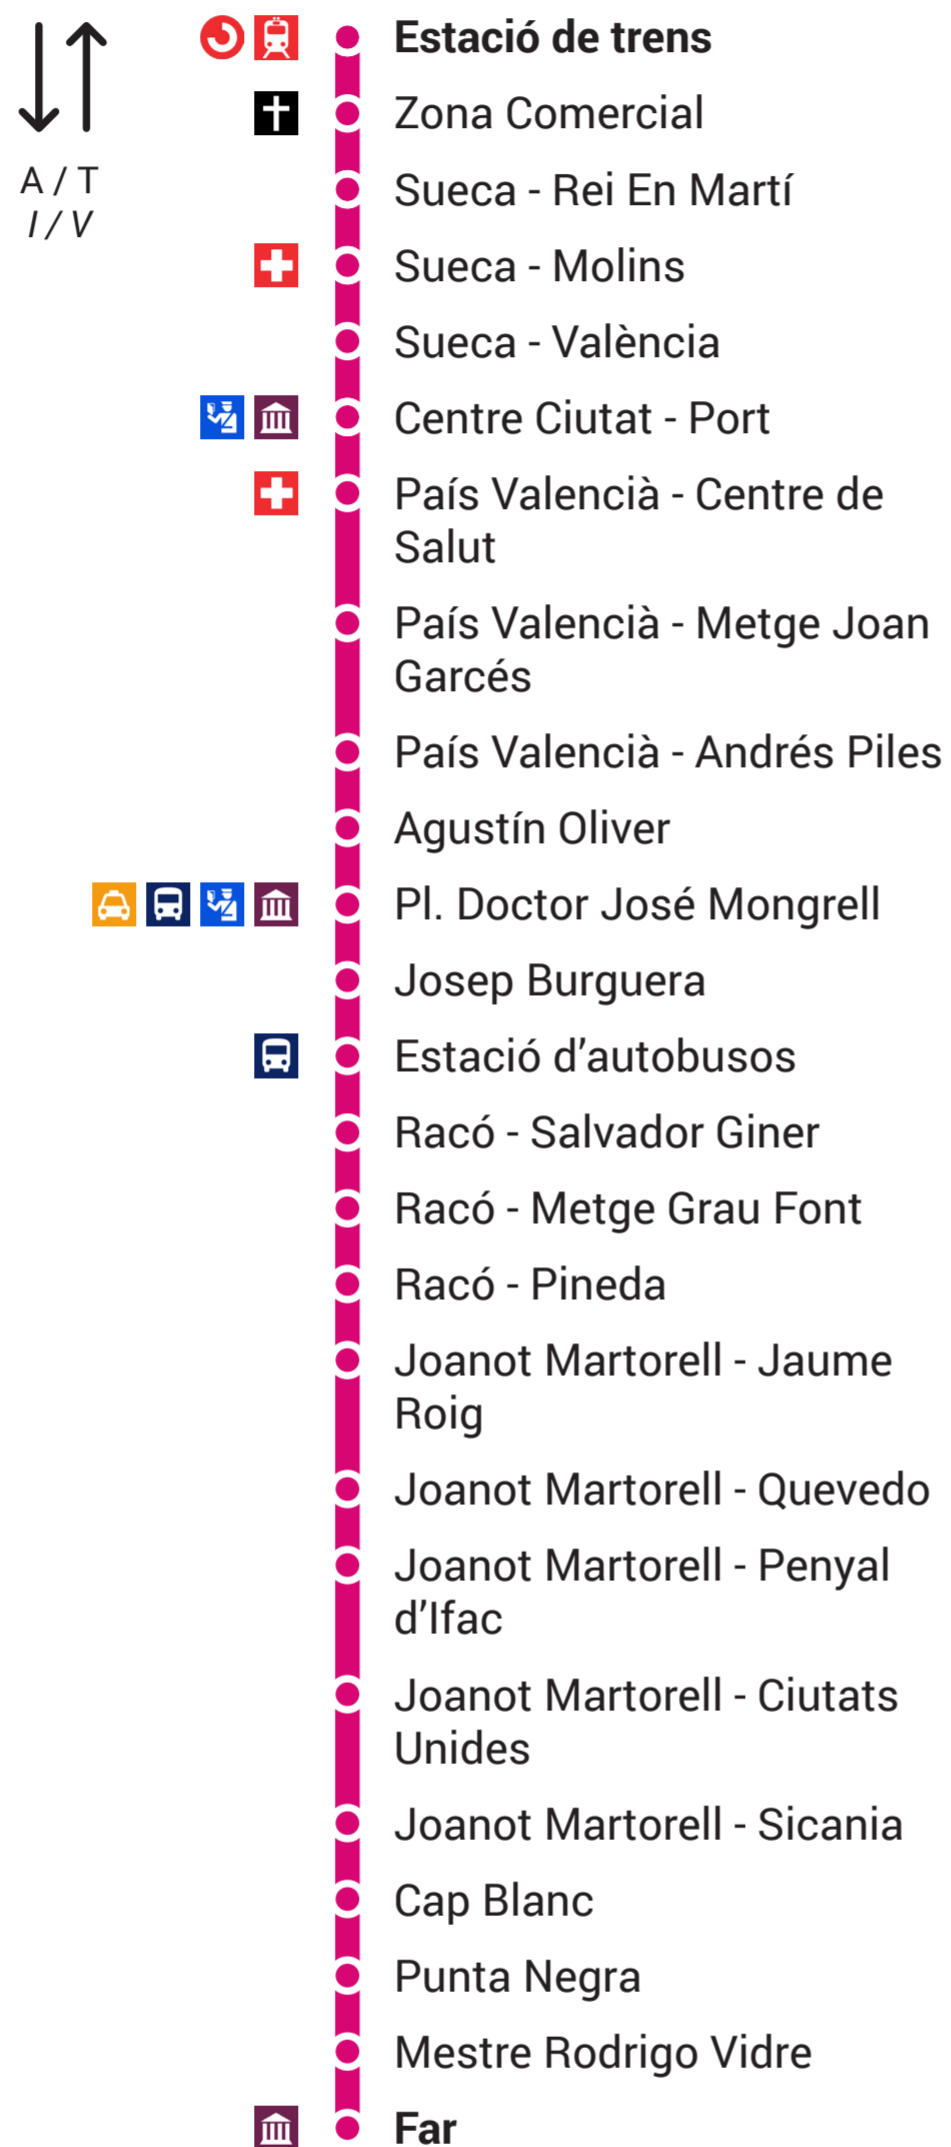 A / T
I / V
Estació de trens
Zona Comercial
Sueca - Rei En Martí
Sueca - Molins
Sueca - València
Centre Ciutat - Port
País Valencià - Centre de
Salut
País Valencià - Metge Joan
Garcés
País Valencià - Andrés Piles
Agustín Oliver
Pl. Doctor José Mongrell
Josep Burguera
Estació d’autobusos
Racó - Salvador Giner
Racó - Metge Grau Font
Racó - Pineda
Joanot Martorell - Jaume
Roig
Joanot Martorell - Quevedo
Joanot Martorell - Penyal
d’Ifac
Joanot Martorell - Ciutats
Unides
Joanot Martorell - Sicania
Cap Blanc
Punta Negra
Mestre Rodrigo Vidre
Far